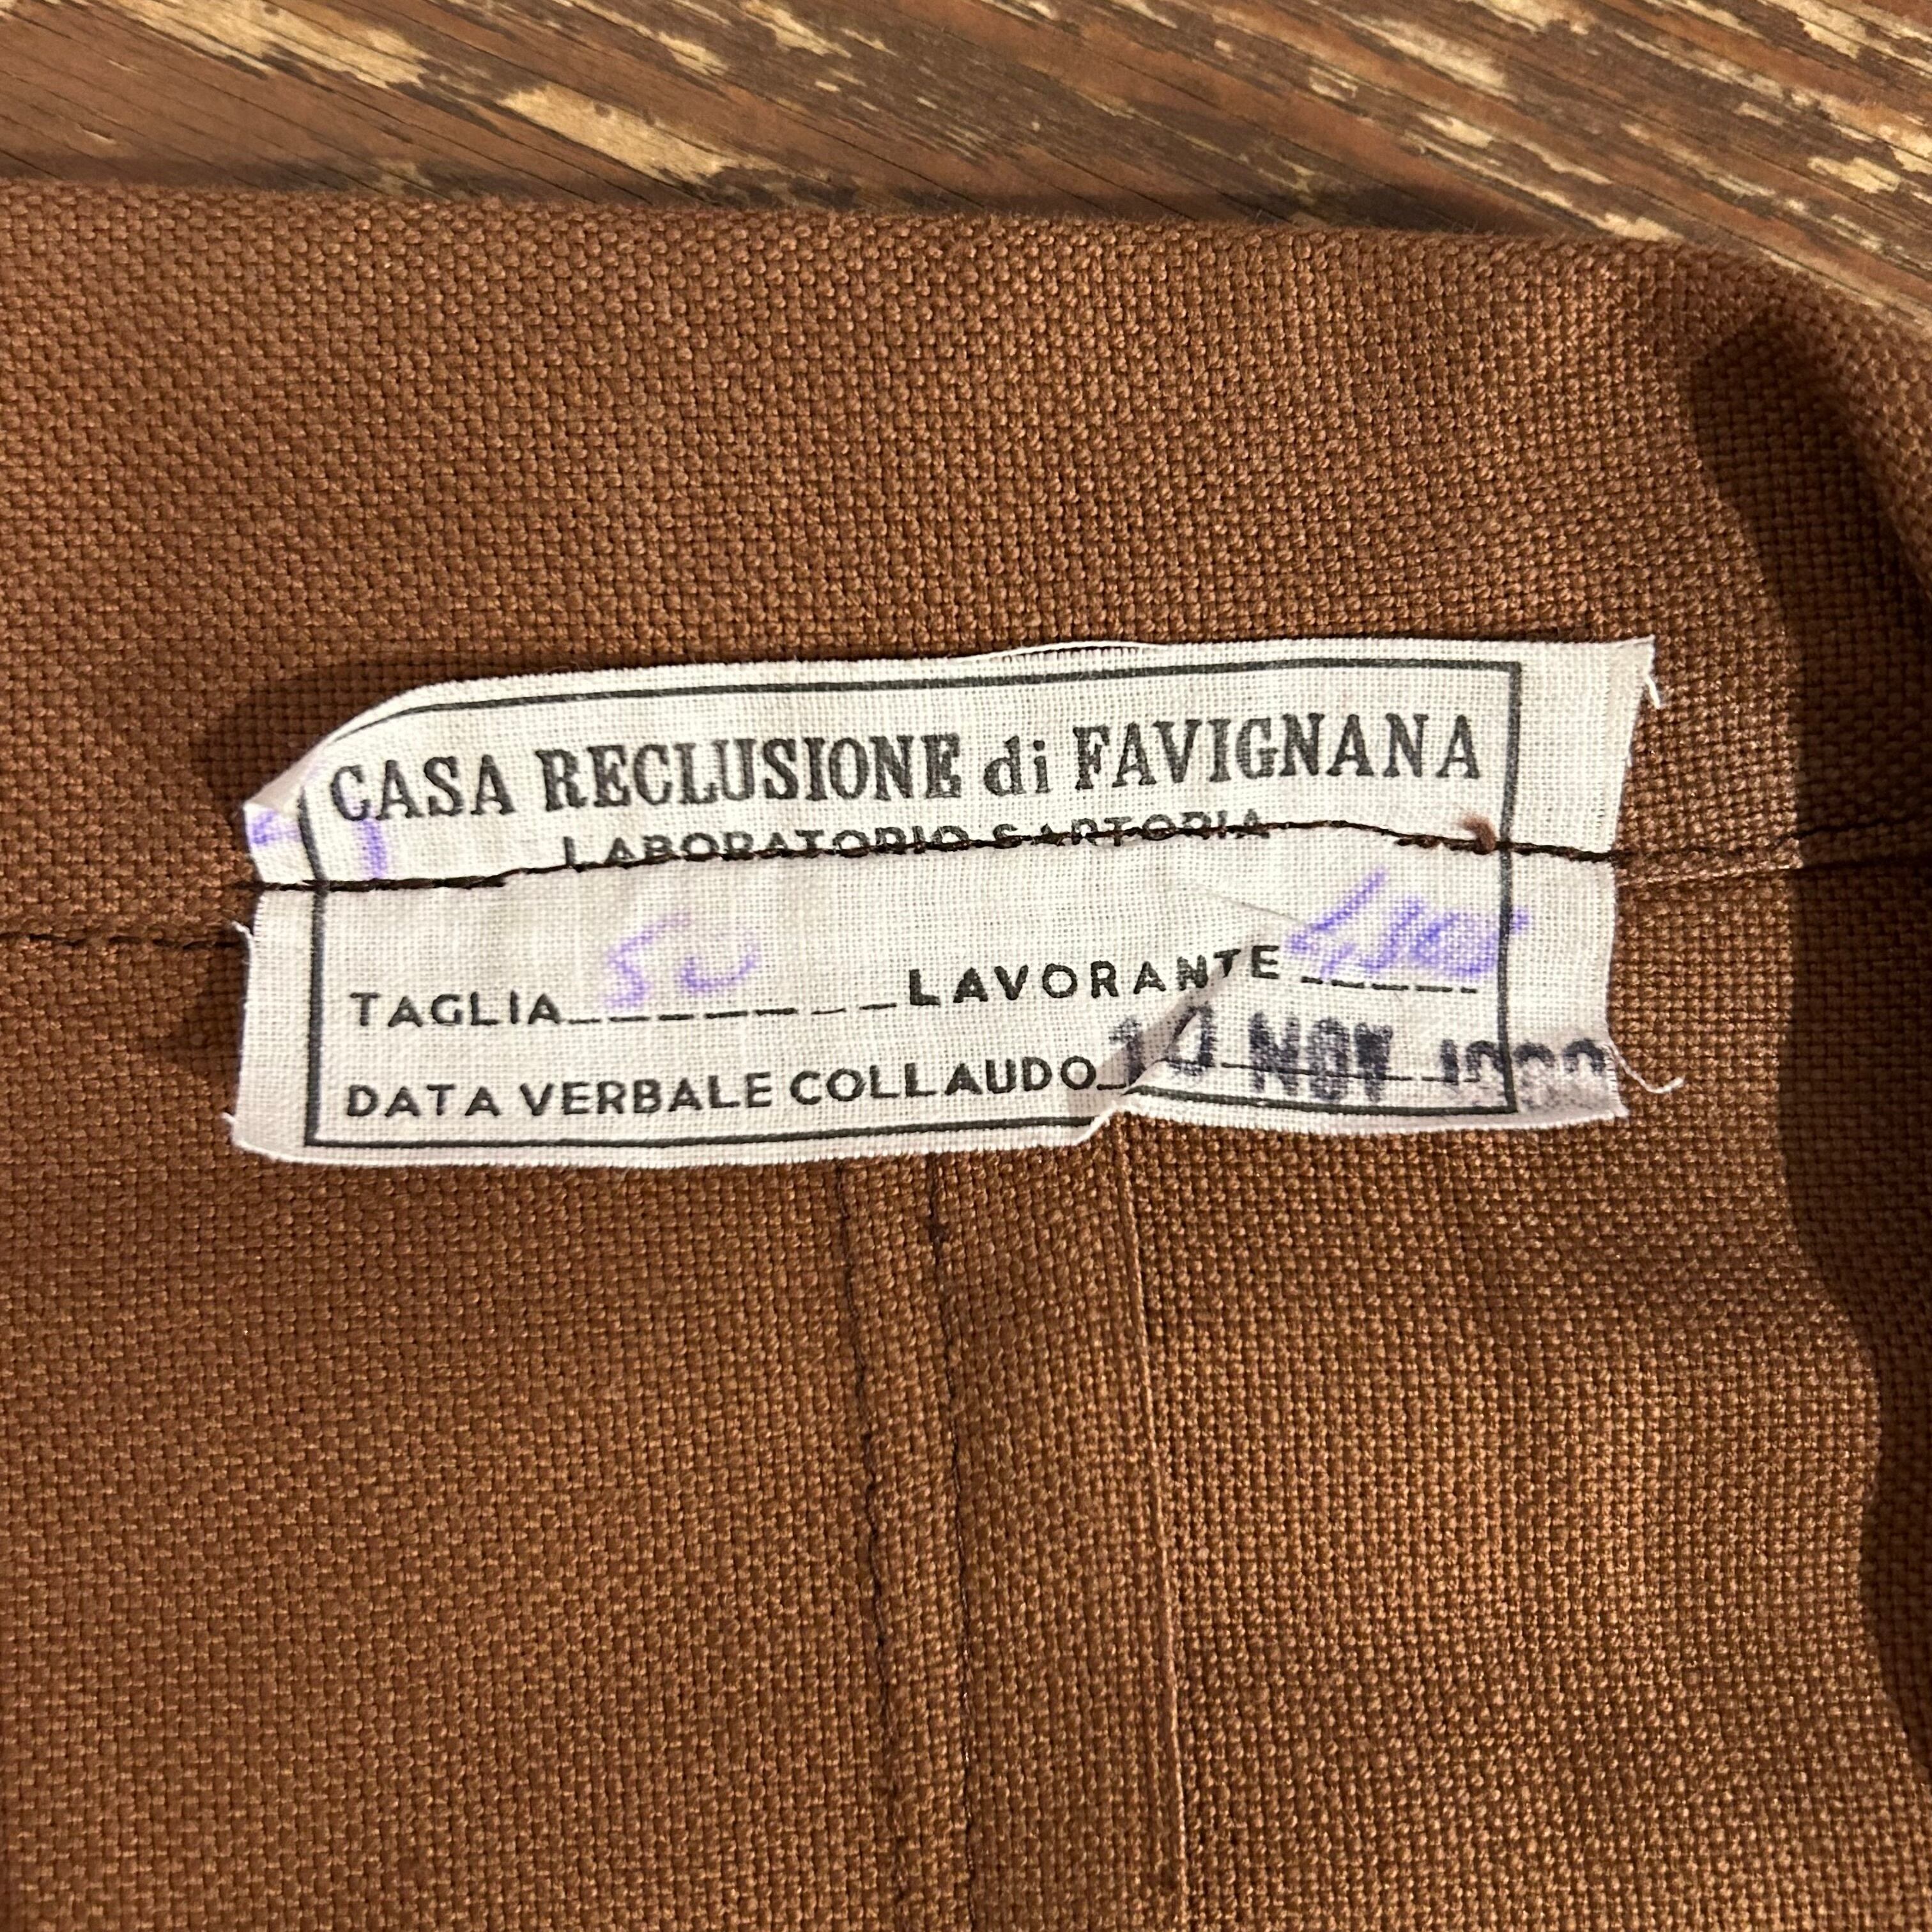 CASA RECLUSIONE di FAVIGNANA
LABORATORIO SARTORIA
TAGLIA 50 LAVORANTE
DATA VERBALE COLLAUDO 10 NOV